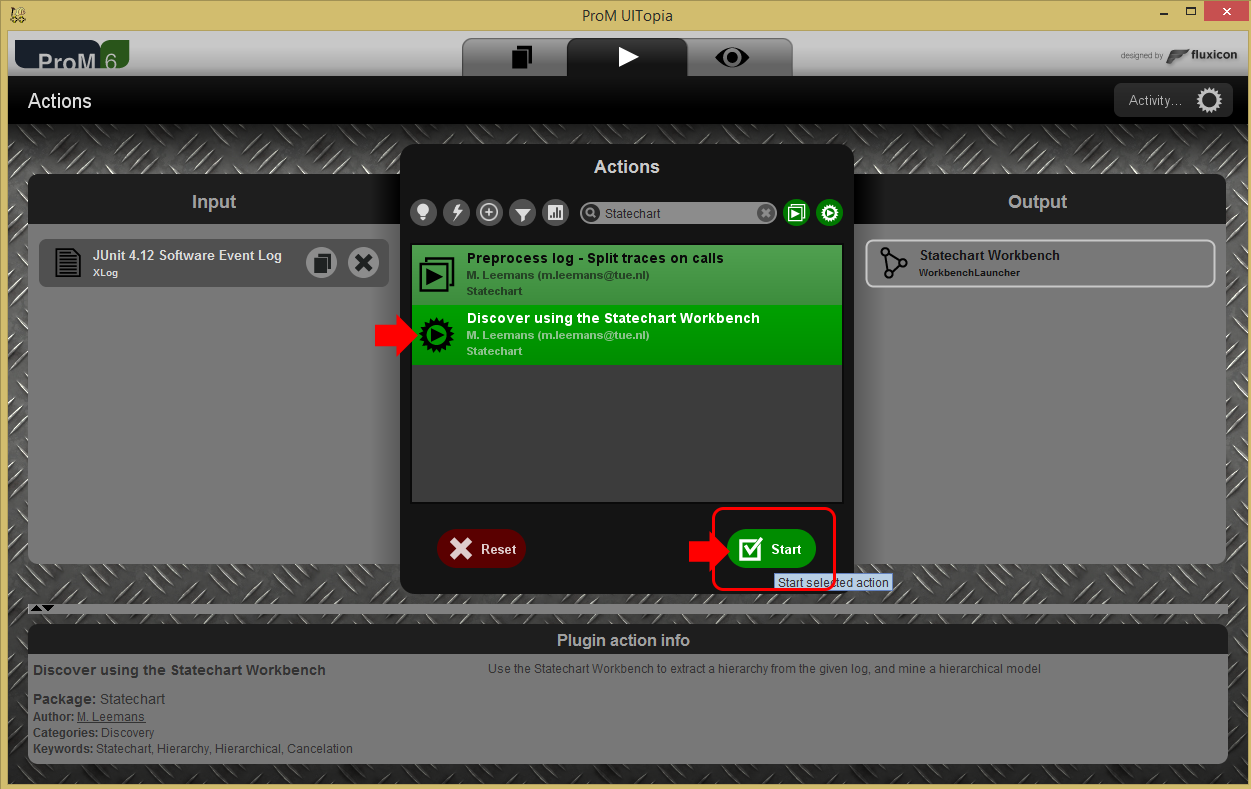 ProM UITopia
ProM 6
designed by fluxicon
Actions
Activity...
Input
Actions
Output
Statechart
JUnit 4.12 Software Event Log
XLog
Preprocess log - Split traces on calls
M. Leemans (m.leemans@tue.nl)
Statechart
Discover using the Statechart Workbench
M. Leemans (m.leemans@tue.nl)
Statechart
Statechart Workbench
WorkbenchLauncher
Reset
Start
Start selected action
Plugin action info
Discover using the Statechart Workbench
Package: Statechart
Author: M. Leemans
Categories: Discovery
Keywords: Statechart, Hierarchy, Hierarchical, Cancelation
Use the Statechart Workbench to extract a hierarchy from the given log, and mine a hierarchical model